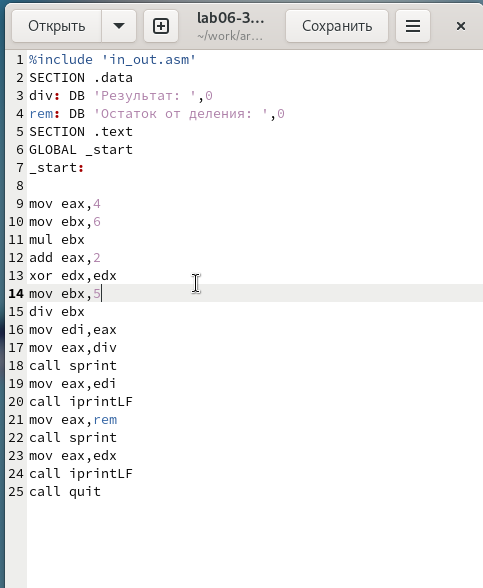 Открыть
lab06-3...
~/work/ar...
Сохранить
1 %include 'in_out.asm'
2 SECTION .data
3 div: DB 'Результат: ',0
4 rem: DB 'Остаток от деления: ',0
5 SECTION .text
6 GLOBAL _start
7 _start:
8
9 mov eax,4
10 mov ebx,6
11 mul ebx
12 add eax,2
13 xor edx,edx
14 mov ebx,5
15 div ebx
16 mov edi,eax
17 mov eax,div
18 call sprint
19 mov eax,edi
20 call iprintLF
21 mov eax,rem
22 call sprint
23 mov eax,edx
24 call iprintLF
25 call quit